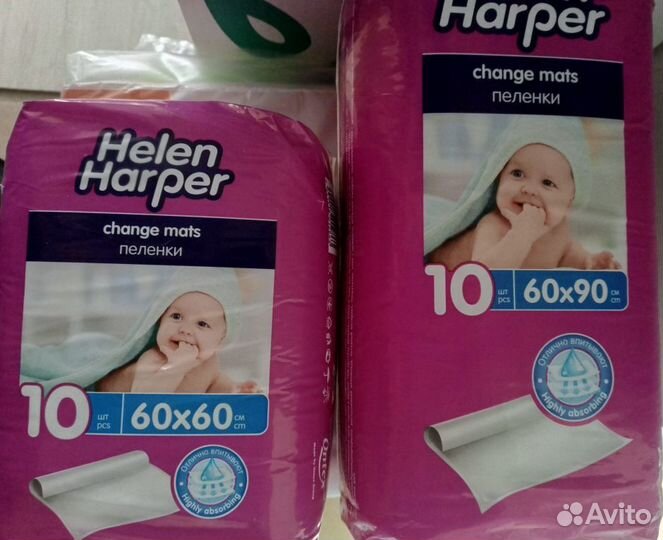 Helen
Harper
change mats
пеленки
10 шт
pcs
60x60 см
cm
Отлично впитывают
Highly absorbing
Ontex
Harper
change mats
пеленки
10 шт
pcs
60x90 см
cm
Отлично впитывают
Highly absorbing
Avito